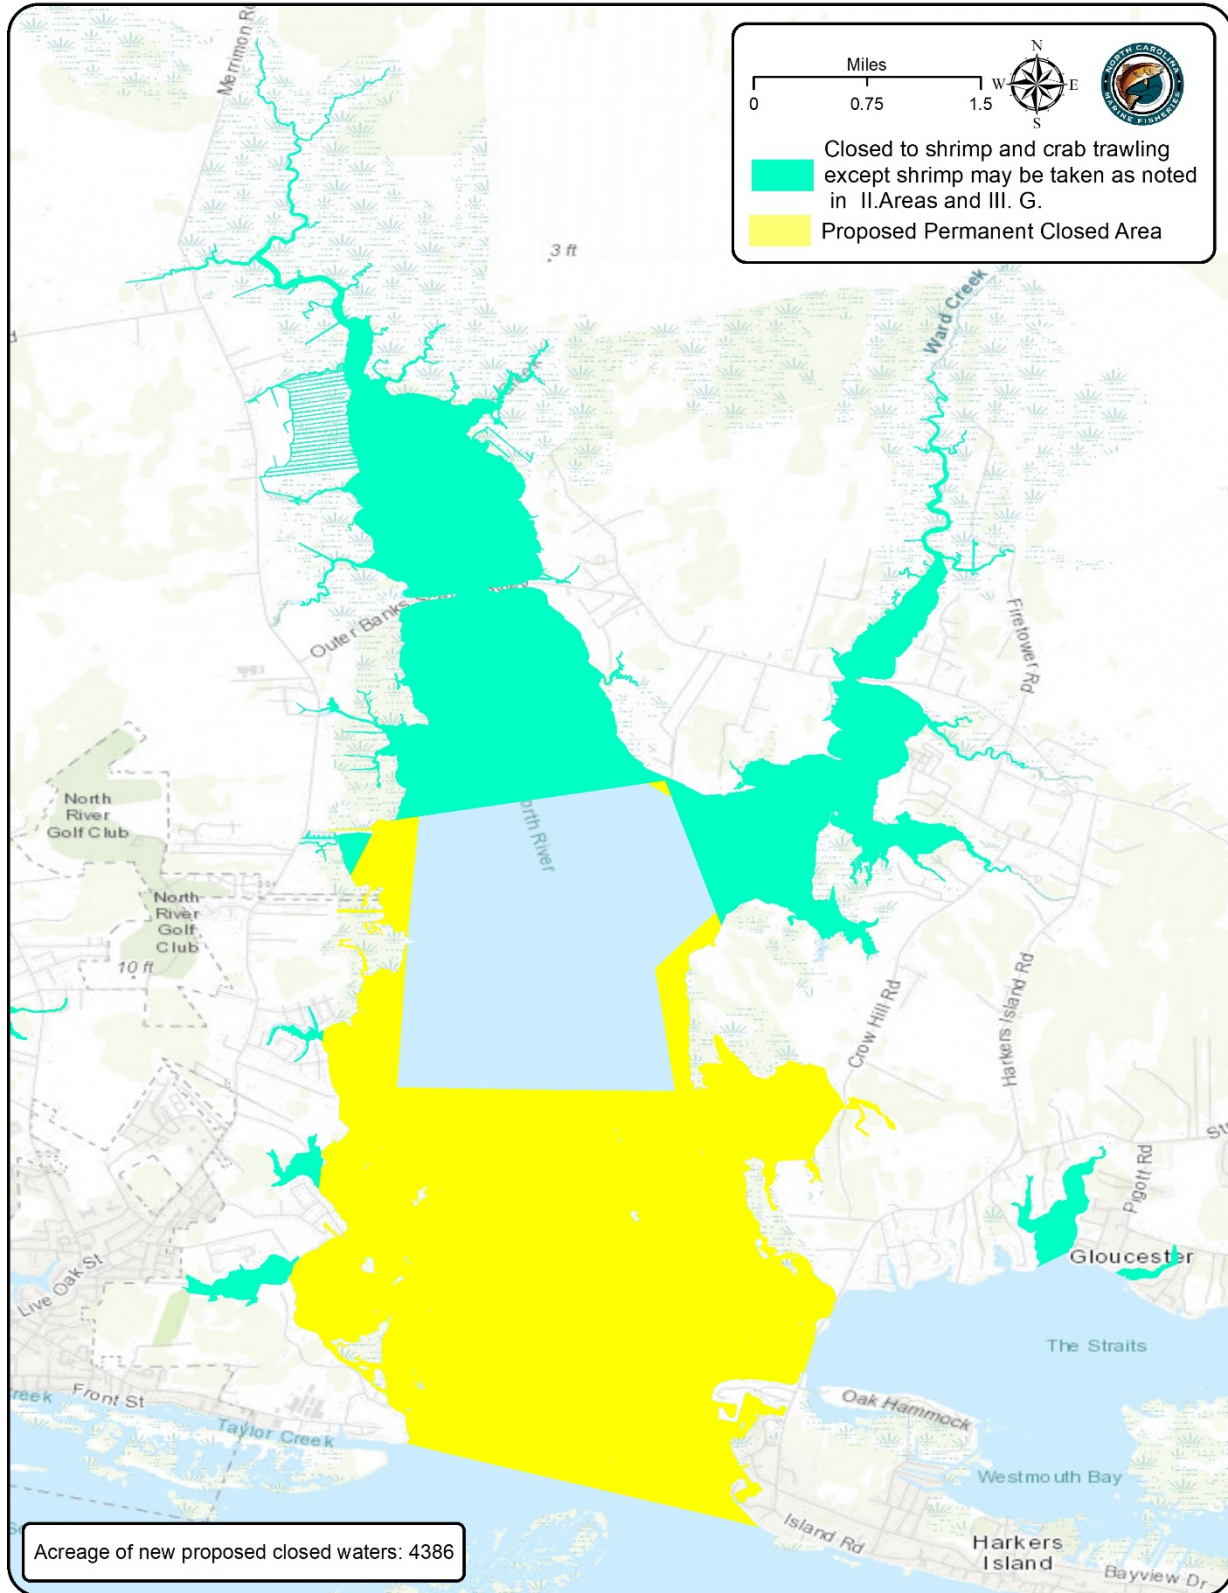 Merrimon Rd
Miles
0
0.75
1.5
N
W
E
S
NORTH CAROLINA
MARINE FISHERIES
Closed to shrimp and crab trawling
except shrimp may be taken as noted
in II.Areas and III. G.
Proposed Permanent Closed Area
3 ft
Ward Creek
Outer Banks
Firetower Rd
North
River
Golf Club
North River
North
River
Golf
Club
10 ft
Crow Hill Rd
Harkers Island Rd
Pigott Rd
Gloucester
Live Oak St
The Straits
Front St
Creek
Taylor Creek
Oak Hammock
Westmouth Bay
Island Rd
Harkers
Island
Bayview Dr
Acreage of new proposed closed waters: 4386